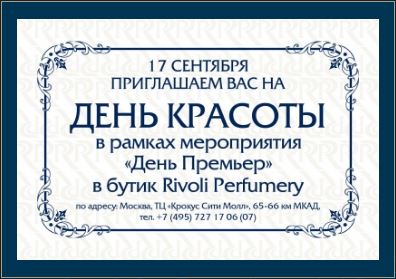 17 СЕНТЯБРЯ
ПРИГЛАШАЕМ ВАС НА
ДЕНЬ КРАСОТЫ
в рамках мероприятия
«День Премьер»
в бутик Rivoli Perfumery
по адресу: Москва, ТЦ «Крокус Сити Молл», 65-66 км МКАД,
тел. +7 (495) 727 17 06 (07)